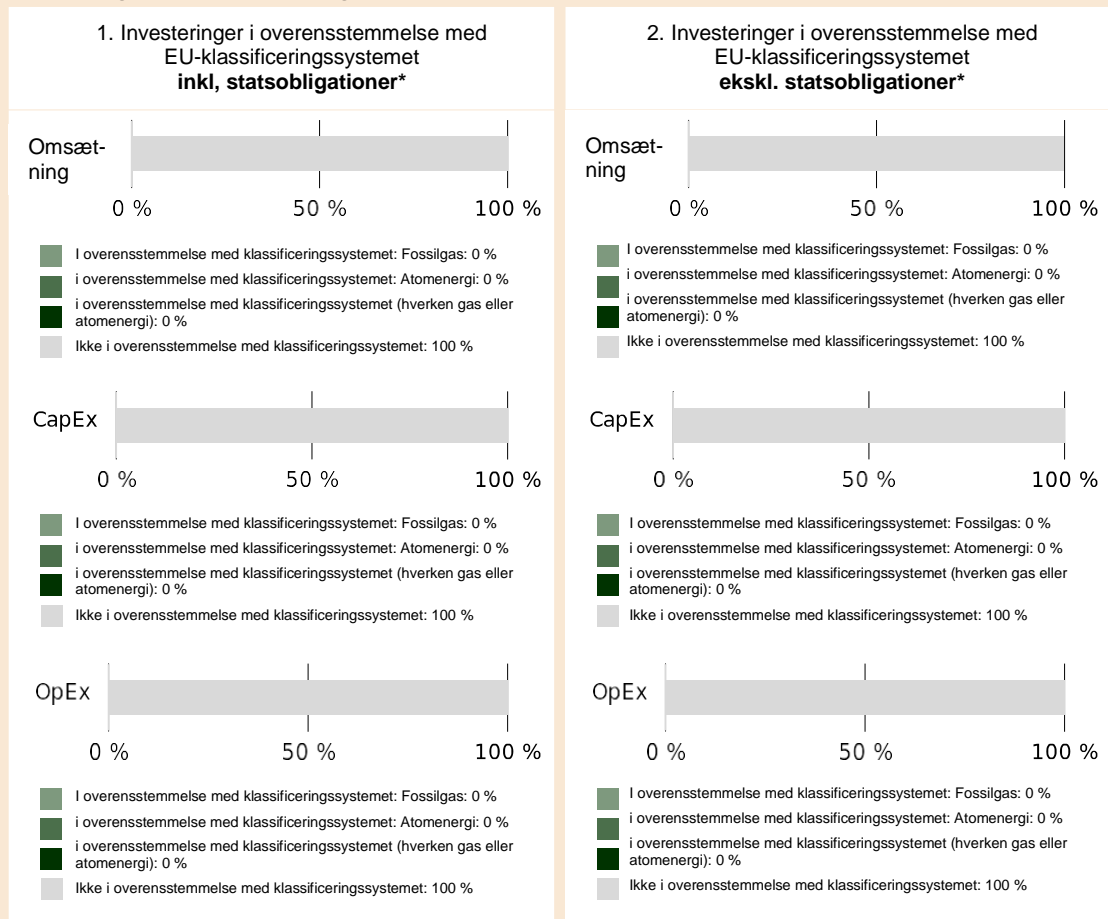 1. Investeringer i overensstemmelse med
EU-klassificeringssystemet
inkl, statsobligationer*
Omsæt-
ning
0 % 50 % 100 %
I overensstemmelse med klassificeringssystemet: Fossilgas: 0 %
i overensstemmelse med klassificeringssystemet: Atomenergi: 0 %
i overensstemmelse med klassificeringssystemet (hverken gas eller
atomenergi): 0 %
Ikke i overensstemmelse med klassificeringssystemet: 100 %
CapEx
0 % 50 % 100 %
I overensstemmelse med klassificeringssystemet: Fossilgas: 0 %
i overensstemmelse med klassificeringssystemet: Atomenergi: 0 %
i overensstemmelse med klassificeringssystemet (hverken gas eller
atomenergi): 0 %
Ikke i overensstemmelse med klassificeringssystemet: 100 %
OpEx
0 % 50 % 100 %
I overensstemmelse med klassificeringssystemet: Fossilgas: 0 %
i overensstemmelse med klassificeringssystemet: Atomenergi: 0 %
i overensstemmelse med klassificeringssystemet (hverken gas eller
atomenergi): 0 %
Ikke i overensstemmelse med klassificeringssystemet: 100 %
2. Investeringer i overensstemmelse med
EU-klassificeringssystemet
ekskl. statsobligationer*
Omsæt-
ning
0 % 50 % 100 %
I overensstemmelse med klassificeringssystemet: Fossilgas: 0 %
i overensstemmelse med klassificeringssystemet: Atomenergi: 0 %
i overensstemmelse med klassificeringssystemet (hverken gas eller
atomenergi): 0 %
Ikke i overensstemmelse med klassificeringssystemet: 100 %
CapEx
0 % 50 % 100 %
I overensstemmelse med klassificeringssystemet: Fossilgas: 0 %
i overensstemmelse med klassificeringssystemet: Atomenergi: 0 %
i overensstemmelse med klassificeringssystemet (hverken gas eller
atomenergi): 0 %
Ikke i overensstemmelse med klassificeringssystemet: 100 %
OpEx
0 % 50 % 100 %
I overensstemmelse med klassificeringssystemet: Fossilgas: 0 %
i overensstemmelse med klassificeringssystemet: Atomenergi: 0 %
i overensstemmelse med klassificeringssystemet (hverken gas eller
atomenergi): 0 %
Ikke i overensstemmelse med klassificeringssystemet: 100 %